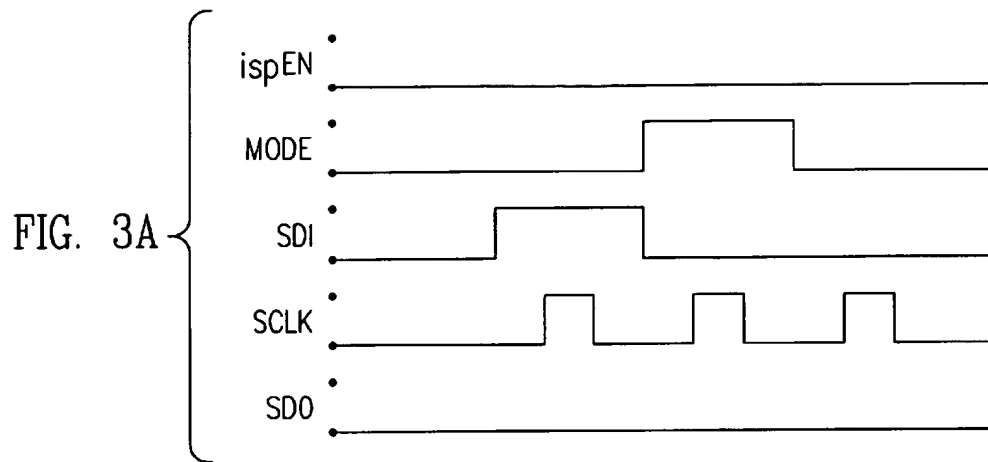 ispEN
MODE
FIG. 3A
SDI
SCLK
SDO